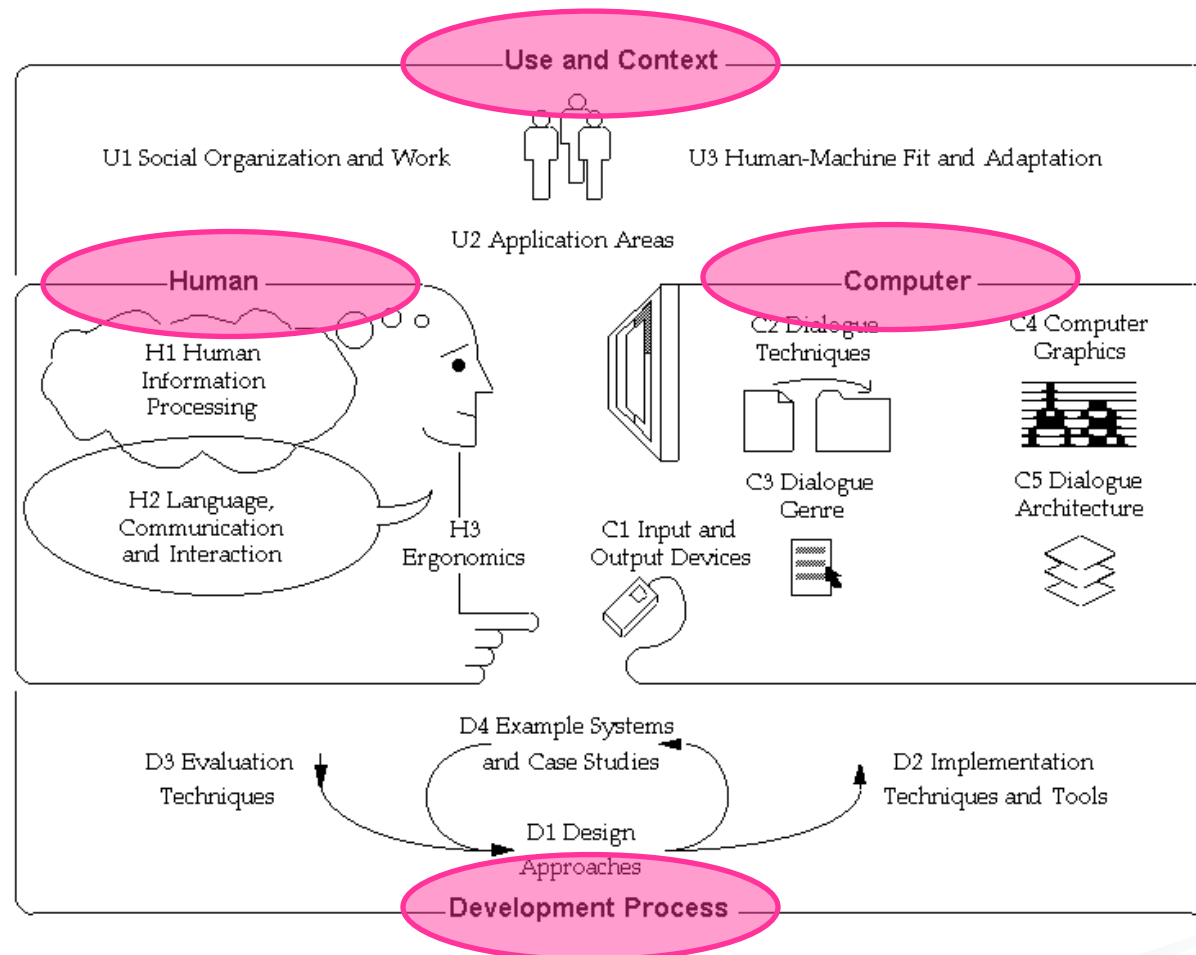 Use and Context
U1 Social Organization and Work
U3 Human-Machine Fit and Adaptation
U2 Application Areas
Human
H1 Human
Information
Processing
H2 Language,
Communication
and Interaction
H3
Ergonomics
Computer
C1 Input and
Output Devices
C2 Dialogue
Techniques
C3 Dialogue
Genre
C4 Computer
Graphics
C5 Dialogue
Architecture
D3 Evaluation
Techniques
D4 Example Systems
and Case Studies
D1 Design
Approaches
D2 Implementation
Techniques and Tools
Development Process